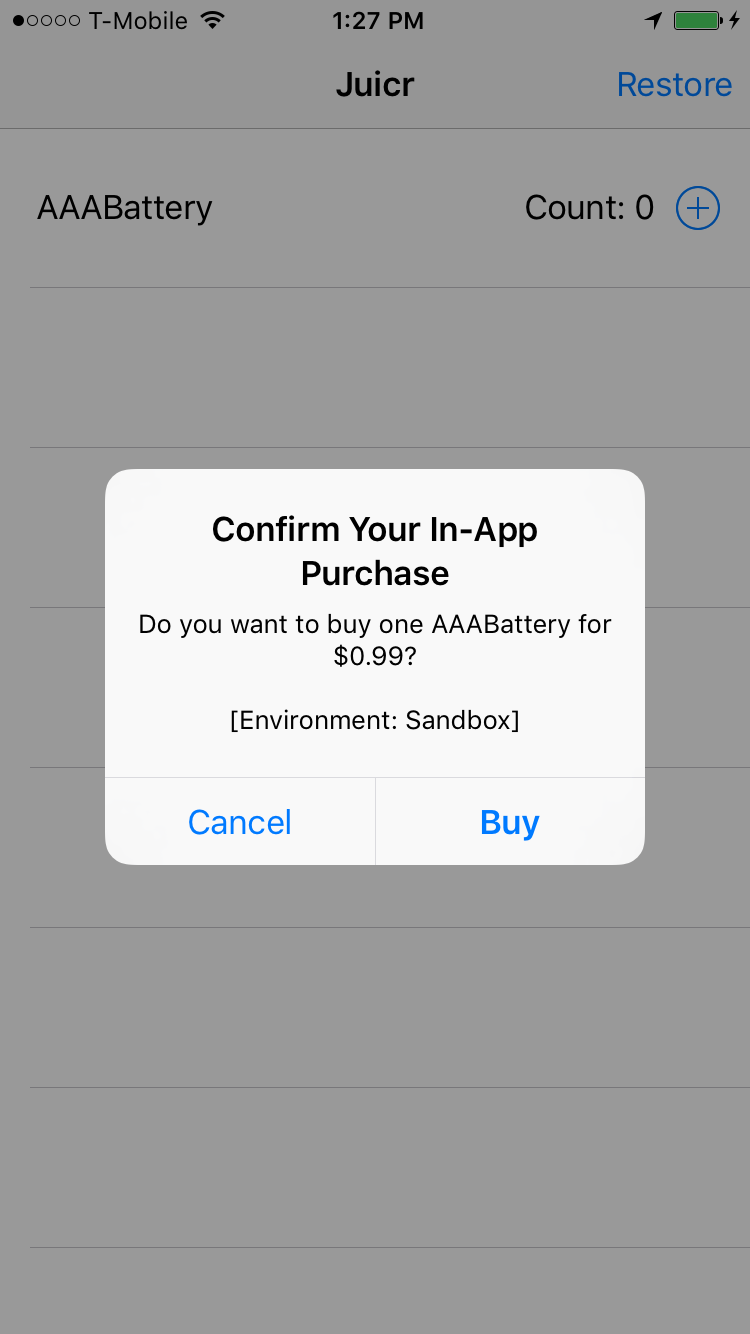 T-Mobile 1:27 PM
Juicr Restore
AAABattery Count: 0
Confirm Your In-App
Purchase
Do you want to buy one AAABattery for
$0.99?
[Environment: Sandbox]
Cancel Buy